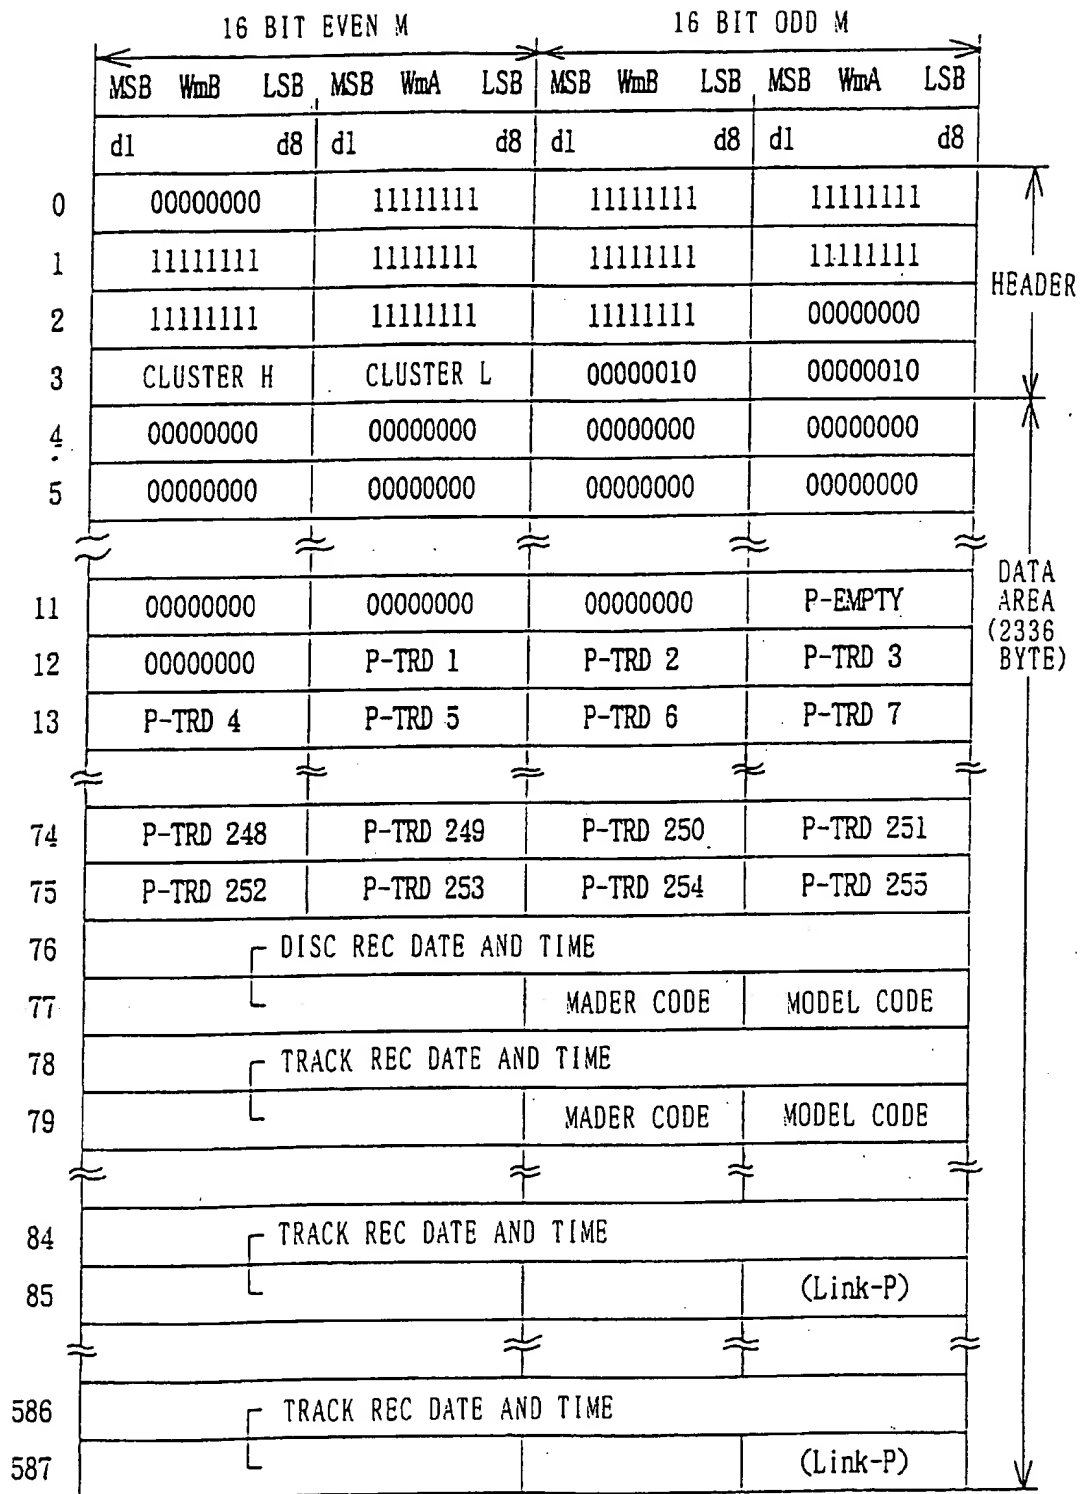 16 BIT EVEN M 16 BIT ODD M
MSB WmB LSB MSB WmA LSB MSB WmB LSB MSB WmA LSB
d1 d8 d1 d8 d1 d8 d1 d8
0 00000000 11111111 11111111 11111111
1 11111111 11111111 11111111 11111111
2 11111111 11111111 11111111 00000000
HEADER
3 CLUSTER H CLUSTER L 00000010 00000010
4 00000000 00000000 00000000 00000000
5 00000000 00000000 00000000 00000000
DATA
AREA
(2336
BYTE)
11 00000000 00000000 00000000 P-EMPTY
12 00000000 P-TRD 1 P-TRD 2 P-TRD 3
13 P-TRD 4 P-TRD 5 P-TRD 6 P-TRD 7
74 P-TRD 248 P-TRD 249 P-TRD 250 P-TRD 251
75 P-TRD 252 P-TRD 253 P-TRD 254 P-TRD 255
76 DISC REC DATE AND TIME
77 MADER CODE MODEL CODE
78 TRACK REC DATE AND TIME
79 MADER CODE MODEL CODE
84 TRACK REC DATE AND TIME
85 (Link-P)
586 TRACK REC DATE AND TIME
587 (Link-P)